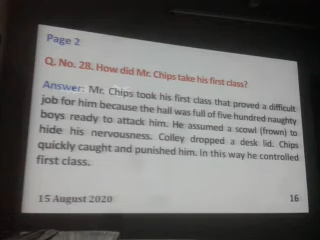 Page 2
Q. No. 28. How did Mr. Chips take his first class?
Answer: Mr. Chips took his first class that proved a difficult
job for him because the hall was full of five hundred naughty
boys ready to attack him. He assumed a scowl (frown) to
hide his nervousness. Colley dropped a desk lid. Chips
quickly caught and punished him. In this way he controlled
first class.
15 August 2020
16